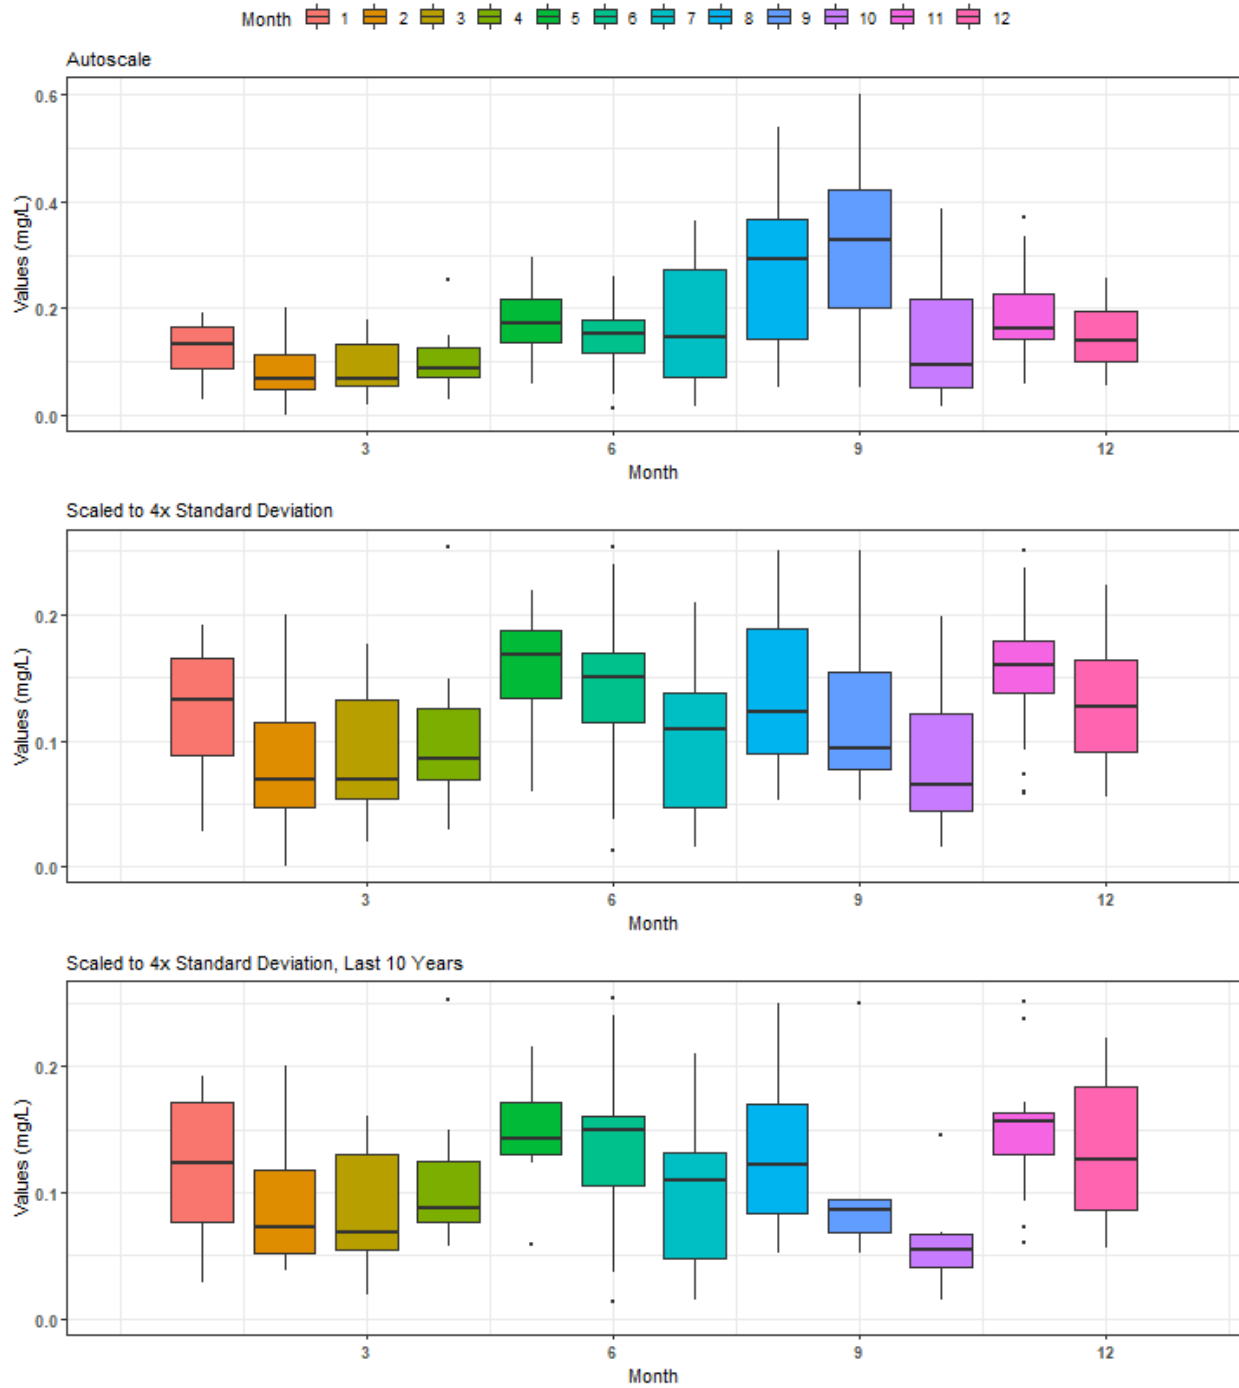 Month 1 2 3 4 5 6 7 8 9 10 11 12
Autoscale
Values (mg/L)
0.6
0.4
0.2
0.0
3 6 9 12
Month
Scaled to 4x Standard Deviation
Values (mg/L)
0.2
0.1
0.0
3 6 9 12
Month
Scaled to 4x Standard Deviation, Last 10 Years
Values (mg/L)
0.2
0.1
0.0
3 6 9 12
Month